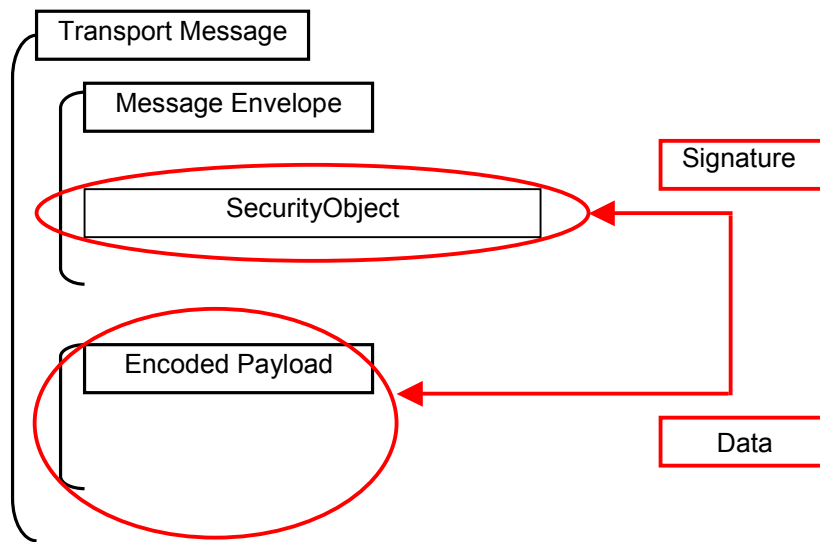 Transport Message
Message Envelope
Signature
SecurityObject
Encoded Payload
Data